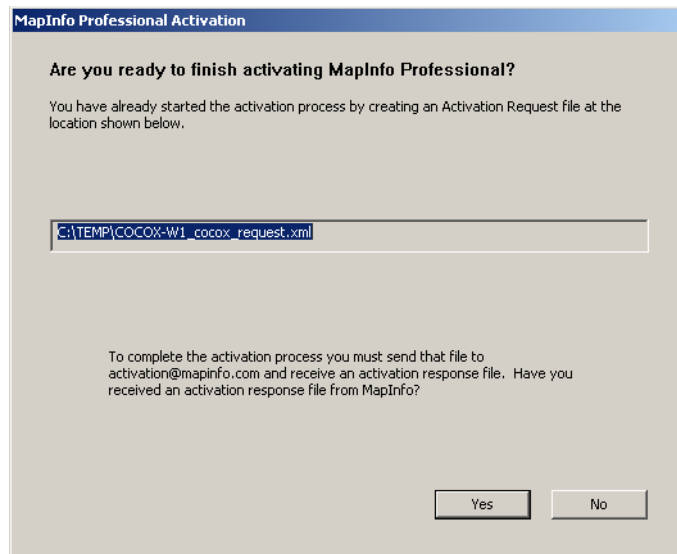 MapInfo Professional Activation
Are you ready to finish activating MapInfo Professional?
You have already started the activation process by creating an Activation Request file at the
location shown below.
C:\TEMP\COCOX-W1_cocox_request.xml
To complete the activation process you must send that file to
activation@mapinfo.com and receive an activation response file.  Have you
received an activation response file from MapInfo?
Yes
No